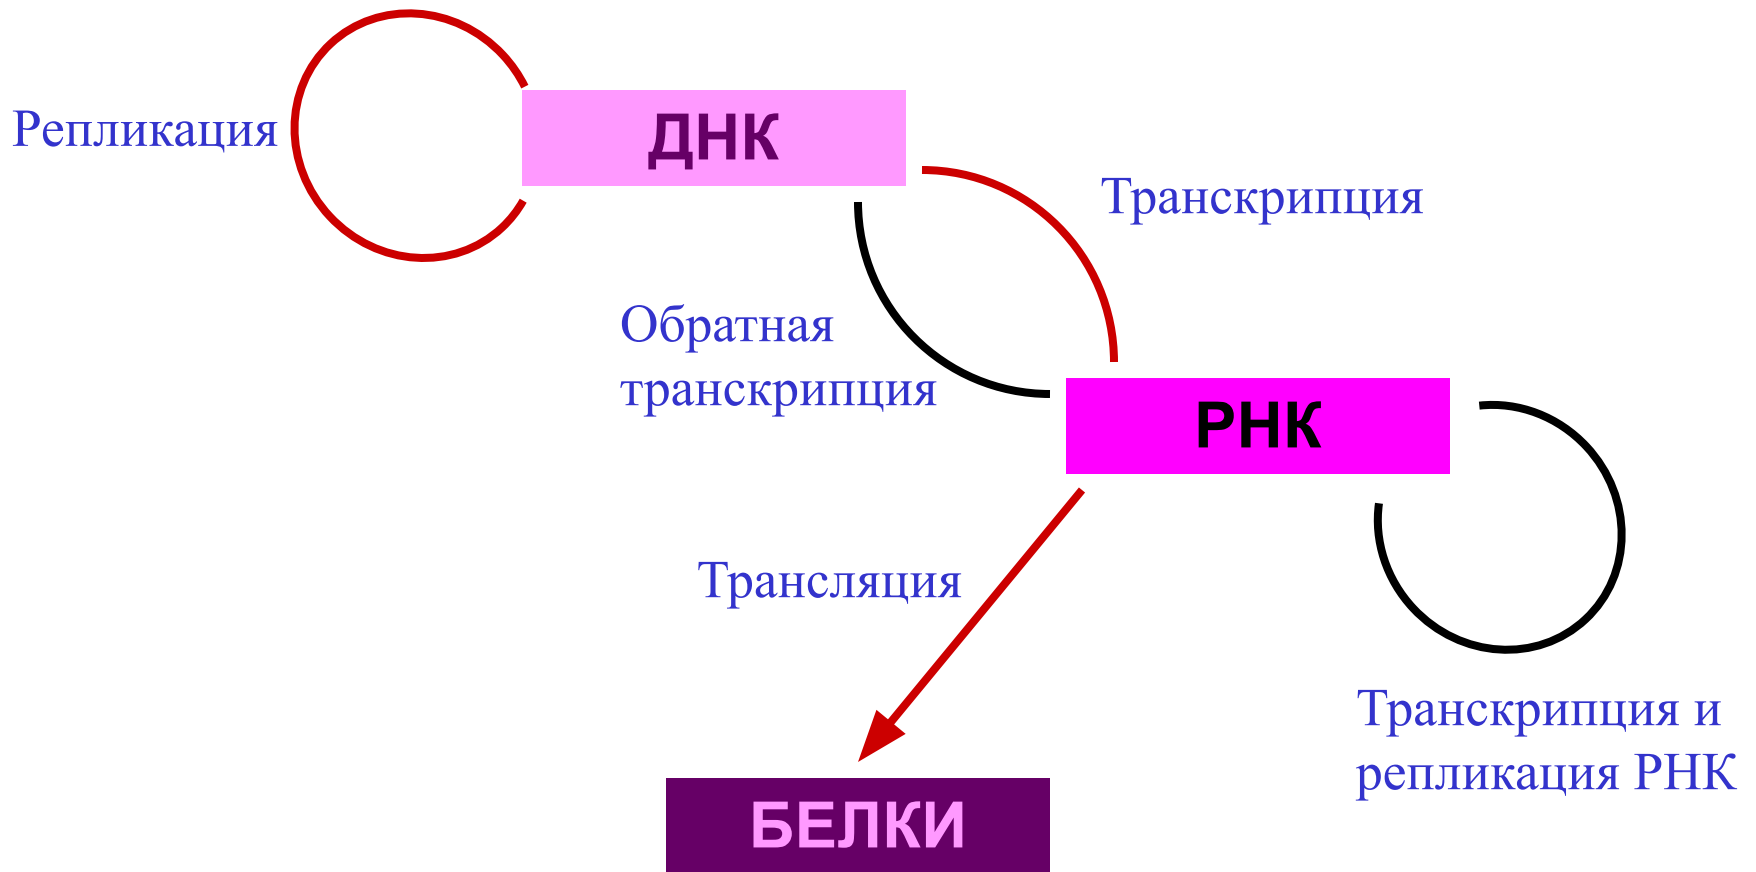 Репликация
ДНК
Транскрипция
Обратная
транскрипция
РНК
Трансляция
Транскрипция и
репликация РНК
БЕЛКИ